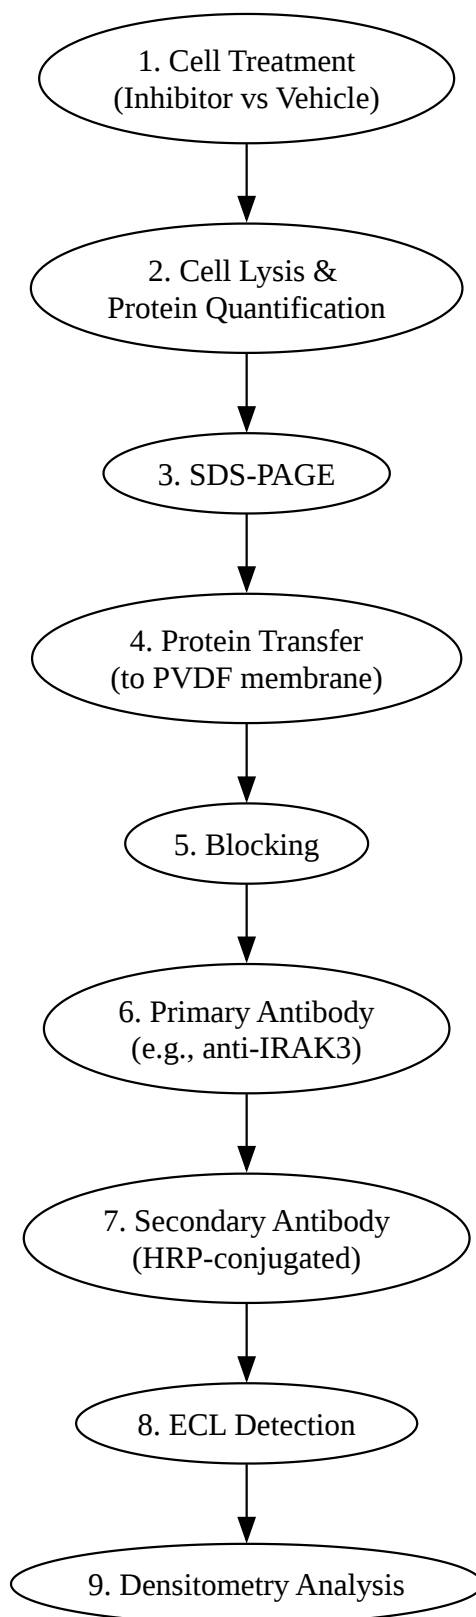 1. Cell Treatment
(Inhibitor vs Vehicle)
2. Cell Lysis &
Protein Quantification
3. SDS-PAGE
4. Protein Transfer
(to PVDF membrane)
5. Blocking
6. Primary Antibody
(e.g., anti-IRAK3)
7. Secondary Antibody
(HRP-conjugated)
8. ECL Detection
9. Densitometry Analysis